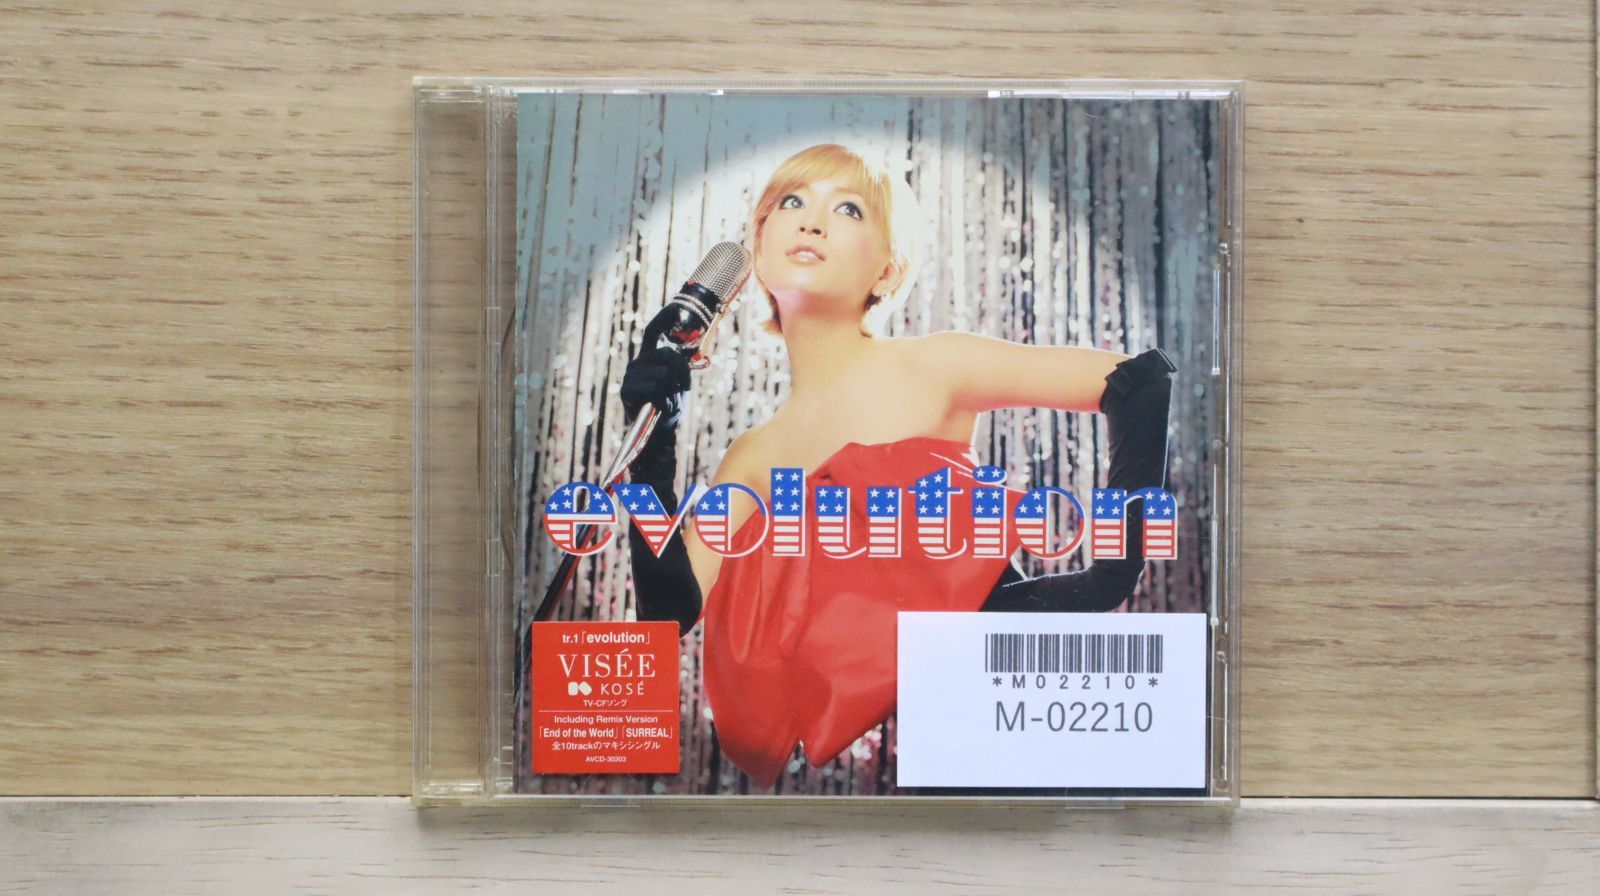 evolution
tr.1「evolution」
VISÉE
KOSÉ
TV-CFソング
Including Remix Version
「End of the World」「SURREAL」
全10trackのマキシシングル
AVCD-30203
*M02210*
M-02210